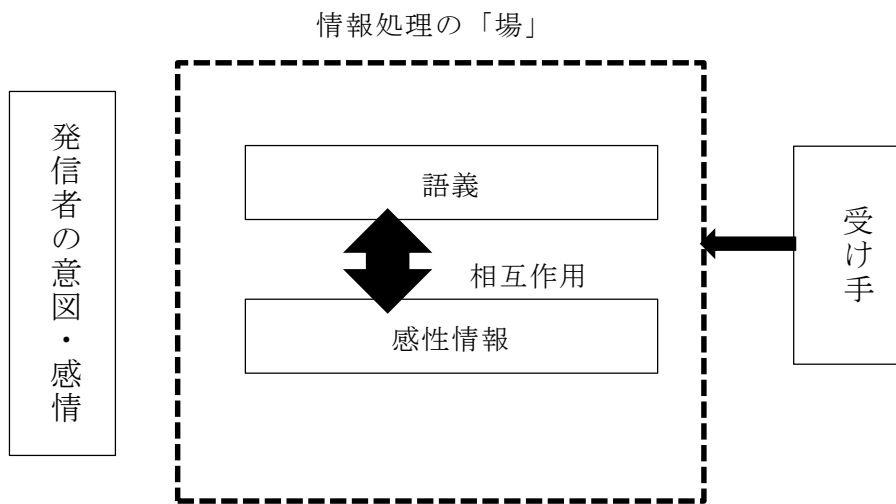 情報処理の「場」
発信者の意図・感情
語義
相互作用
感性情報
受け手